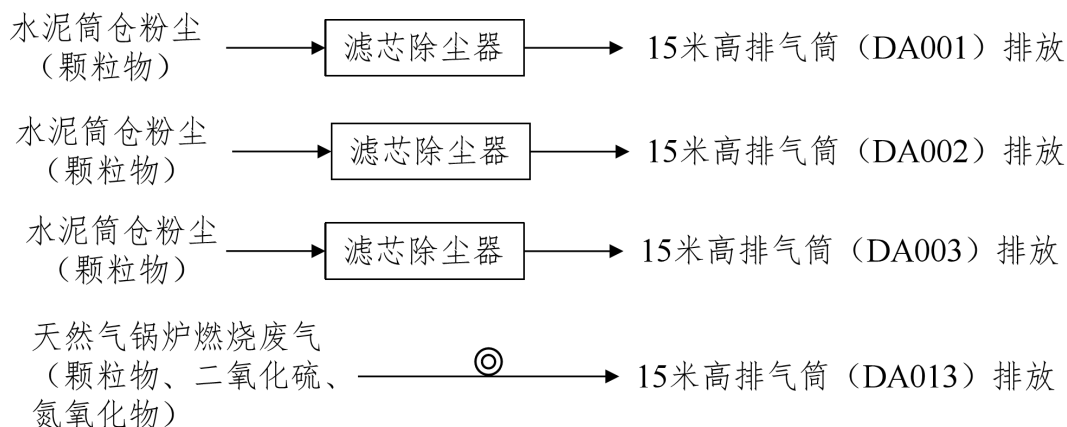 水泥筒仓粉尘
（颗粒物）
滤芯除尘器
15米高排气筒（DA001）排放
水泥筒仓粉尘
（颗粒物）
滤芯除尘器
15米高排气筒（DA002）排放
水泥筒仓粉尘
（颗粒物）
滤芯除尘器
15米高排气筒（DA003）排放
天然气锅炉燃烧废气
（颗粒物、二氧化硫、
氮氧化物）
15米高排气筒（DA013）排放